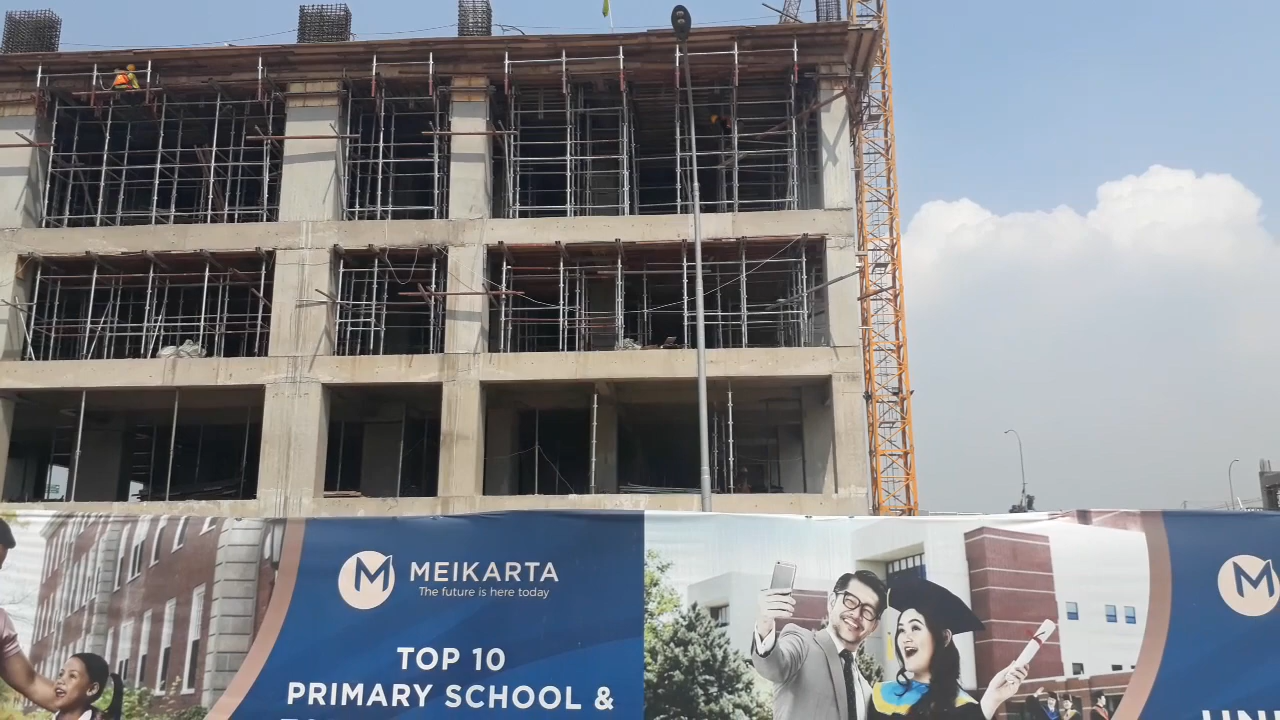 M MEIKARTA
The future is here today
TOP 10
PRIMARY SCHOOL &
M